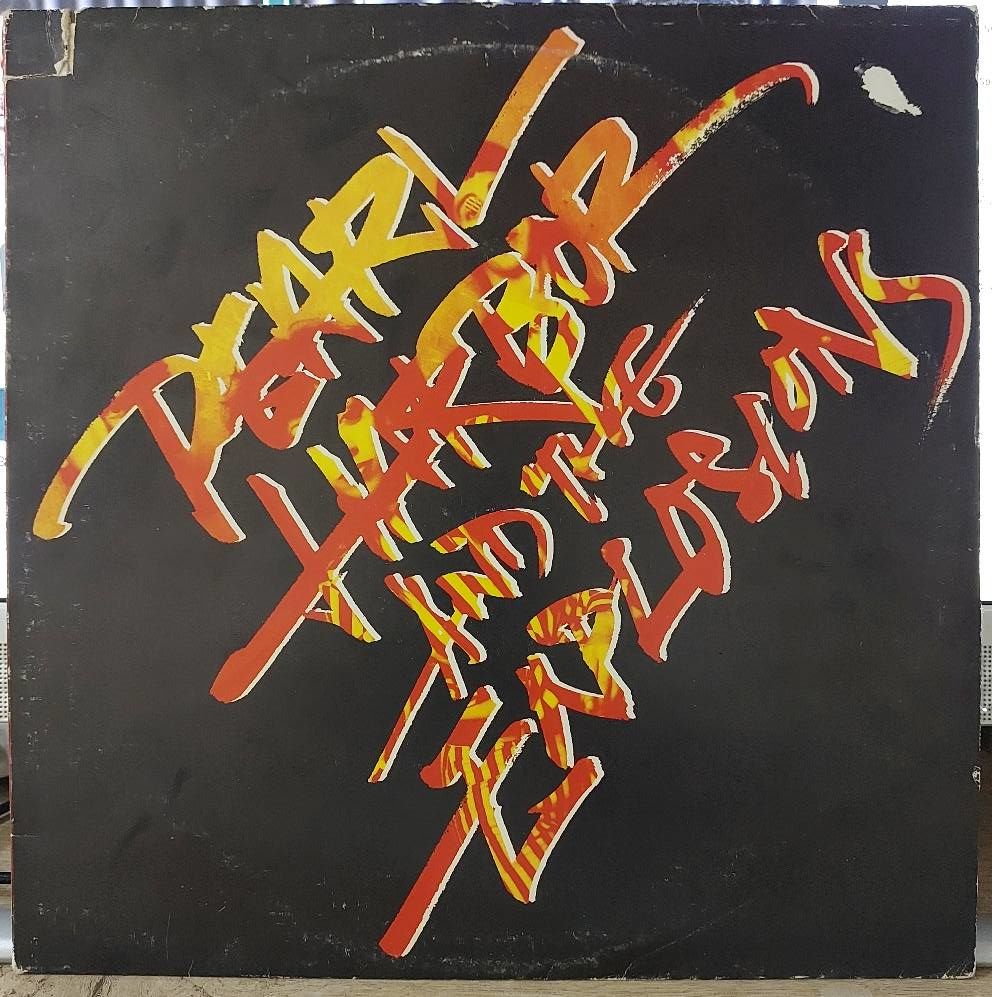 PEARL
HARBOR
AND THE
EXPLOSIONS